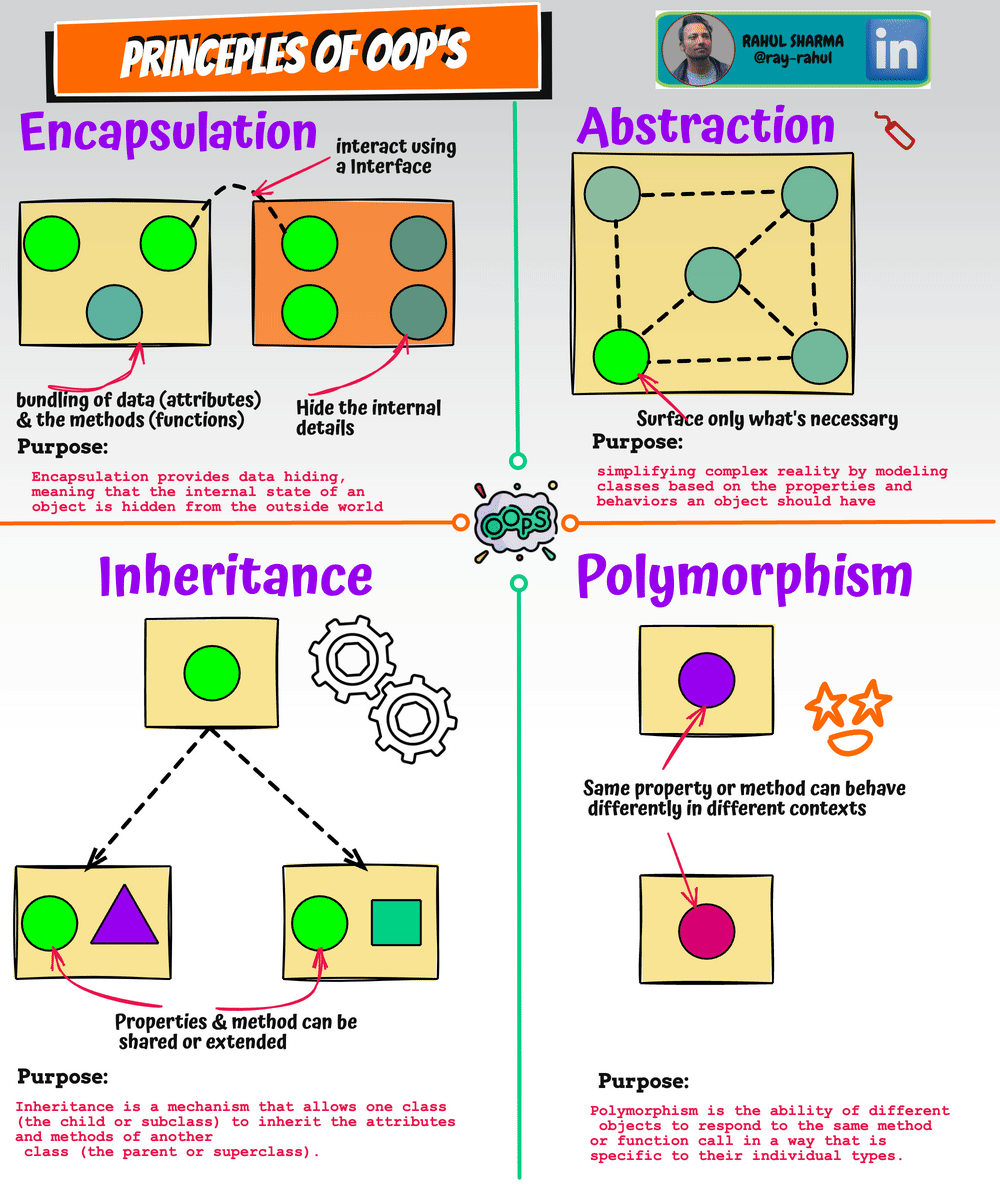 PRINCEPLES OF OOP'S
RAHUL SHARMA
@ray-rahul
in
Encapsulation
interact using
a Interface
bundling of data (attributes)
& the methods (functions)
Hide the internal
details
Purpose:
Encapsulation provides data hiding,
meaning that the internal state of an
object is hidden from the outside world
Abstraction
Surface only what's necessary
Purpose:
simplifying complex reality by modeling
classes based on the properties and
behaviors an object should have
OOPS
Inheritance
Properties & method can be
shared or extended
Purpose:
Inheritance is a mechanism that allows one class
(the child or subclass) to inherit the attributes
and methods of another
class (the parent or superclass).
Polymorphism
Same property or method can behave
differently in different contexts
Purpose:
Polymorphism is the ability of different
objects to respond to the same method
or function call in a way that is
specific to their individual types.